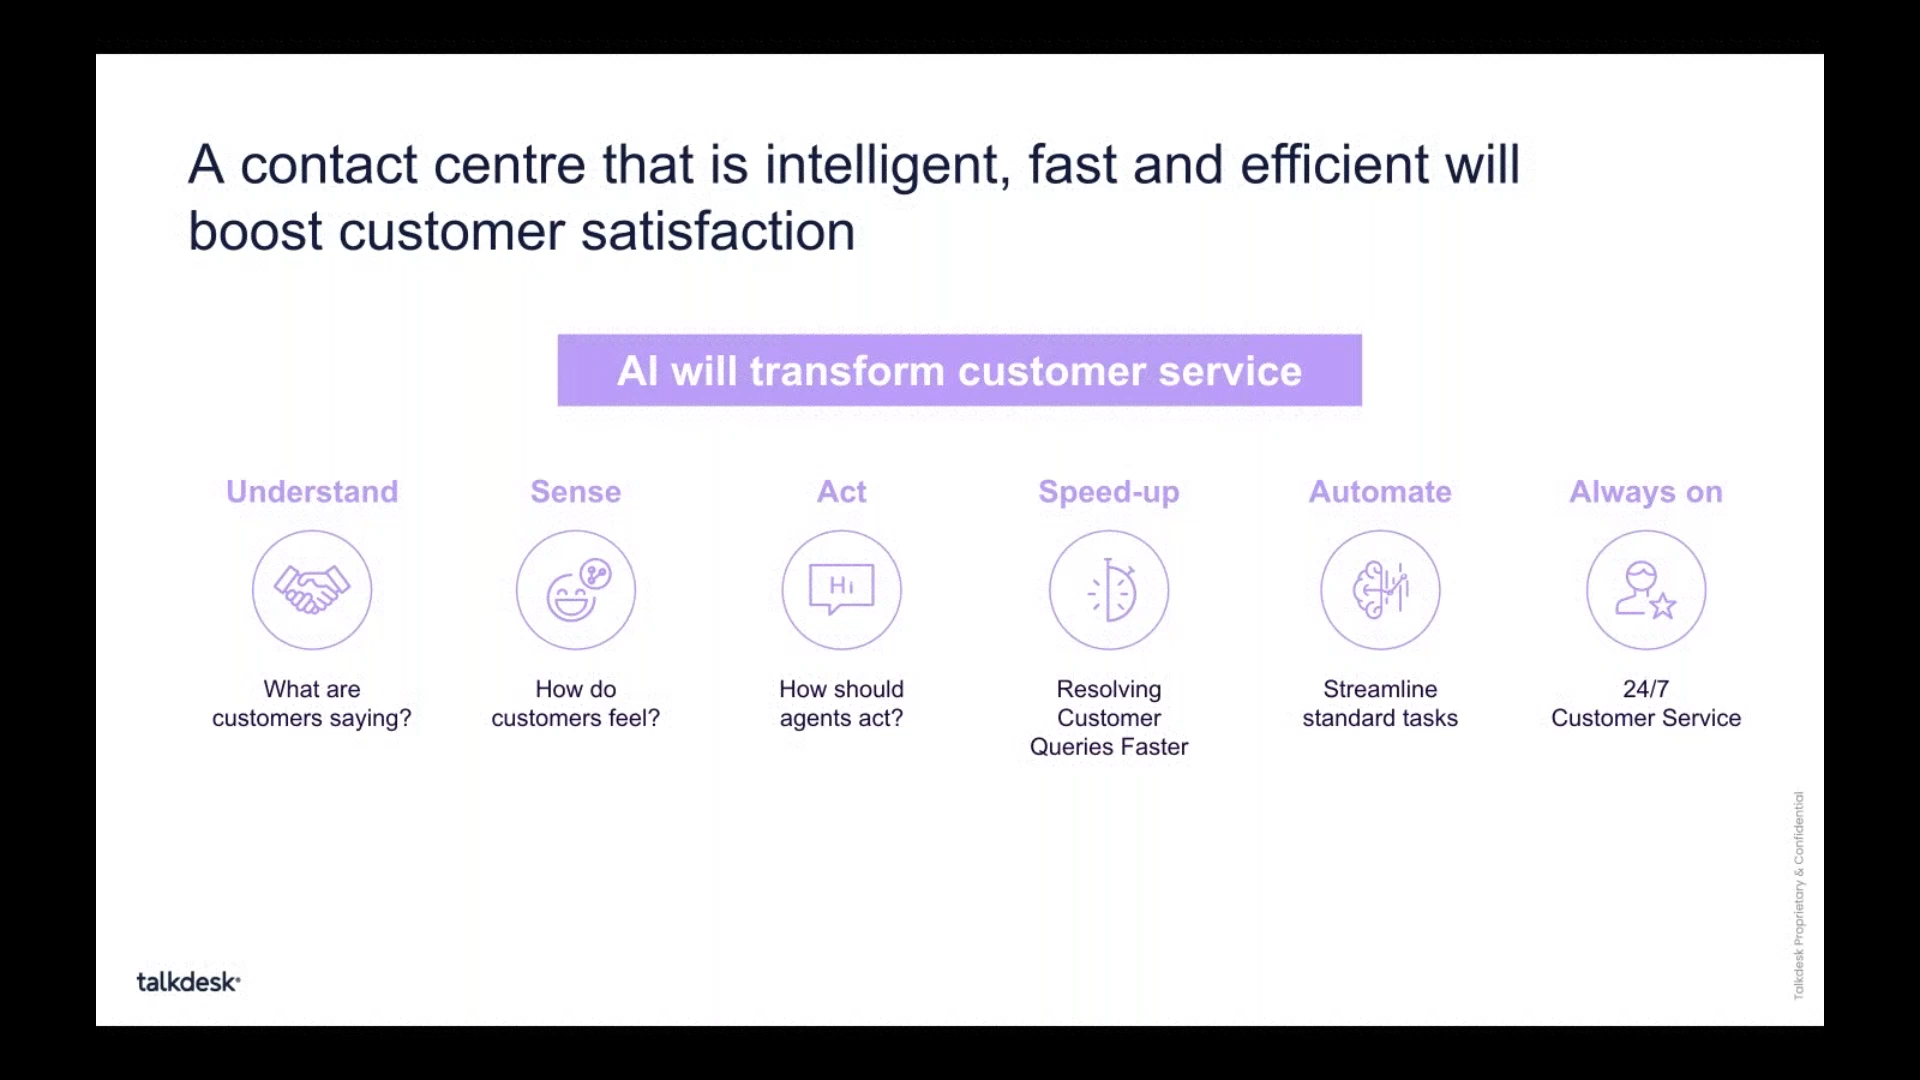 A contact centre that is intelligent, fast and efficient will
boost customer satisfaction
AI will transform customer service
Understand
What are
customers saying?
Sense
How do
customers feel?
Act
Hi
How should
agents act?
Speed-up
Resolving
Customer
Queries Faster
Automate
Streamline
standard tasks
Always on
24/7
Customer Service
Talkdesk Proprietary & Confidential
talkdesk